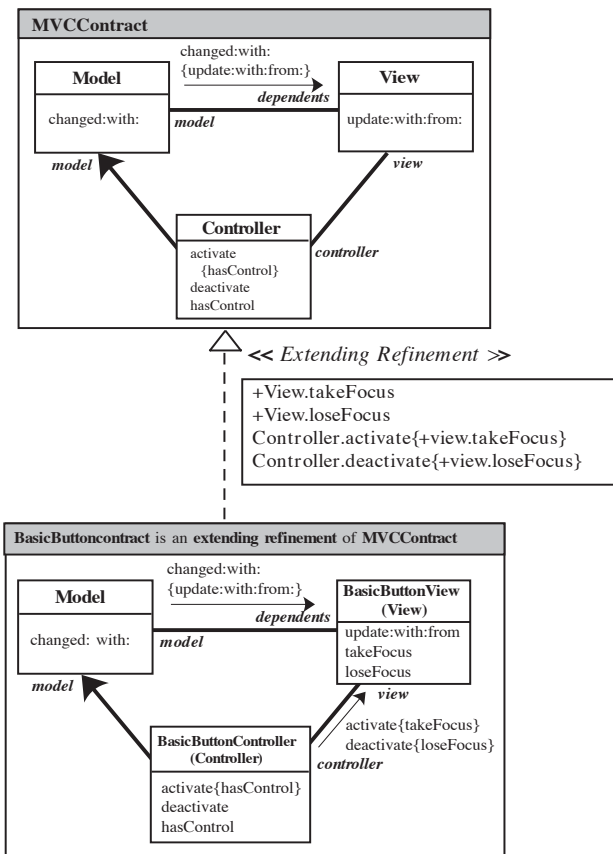 MVCContract
changed:with:
{update:with:from:}
Model
View
dependents
changed:with:
model
update:with:from:
model
view
Controller
activate
{hasControl}
deactivate
hasControl
controller
<< Extending Refinement >>
+View.takeFocus
+View.loseFocus
Controller.activate{+view.takeFocus}
Controller.deactivate{+view.loseFocus}
BasicButtoncontract is an extending refinement of MVCContract
changed:with:
{update:with:from:}
Model
BasicButtonView
(View)
dependents
changed: with:
model
update:with:from
takeFocus
loseFocus
model
view
activate{takeFocus}
deactivate{loseFocus}
BasicButtonController
(Controller)
controller
activate{hasControl}
deactivate
hasControl